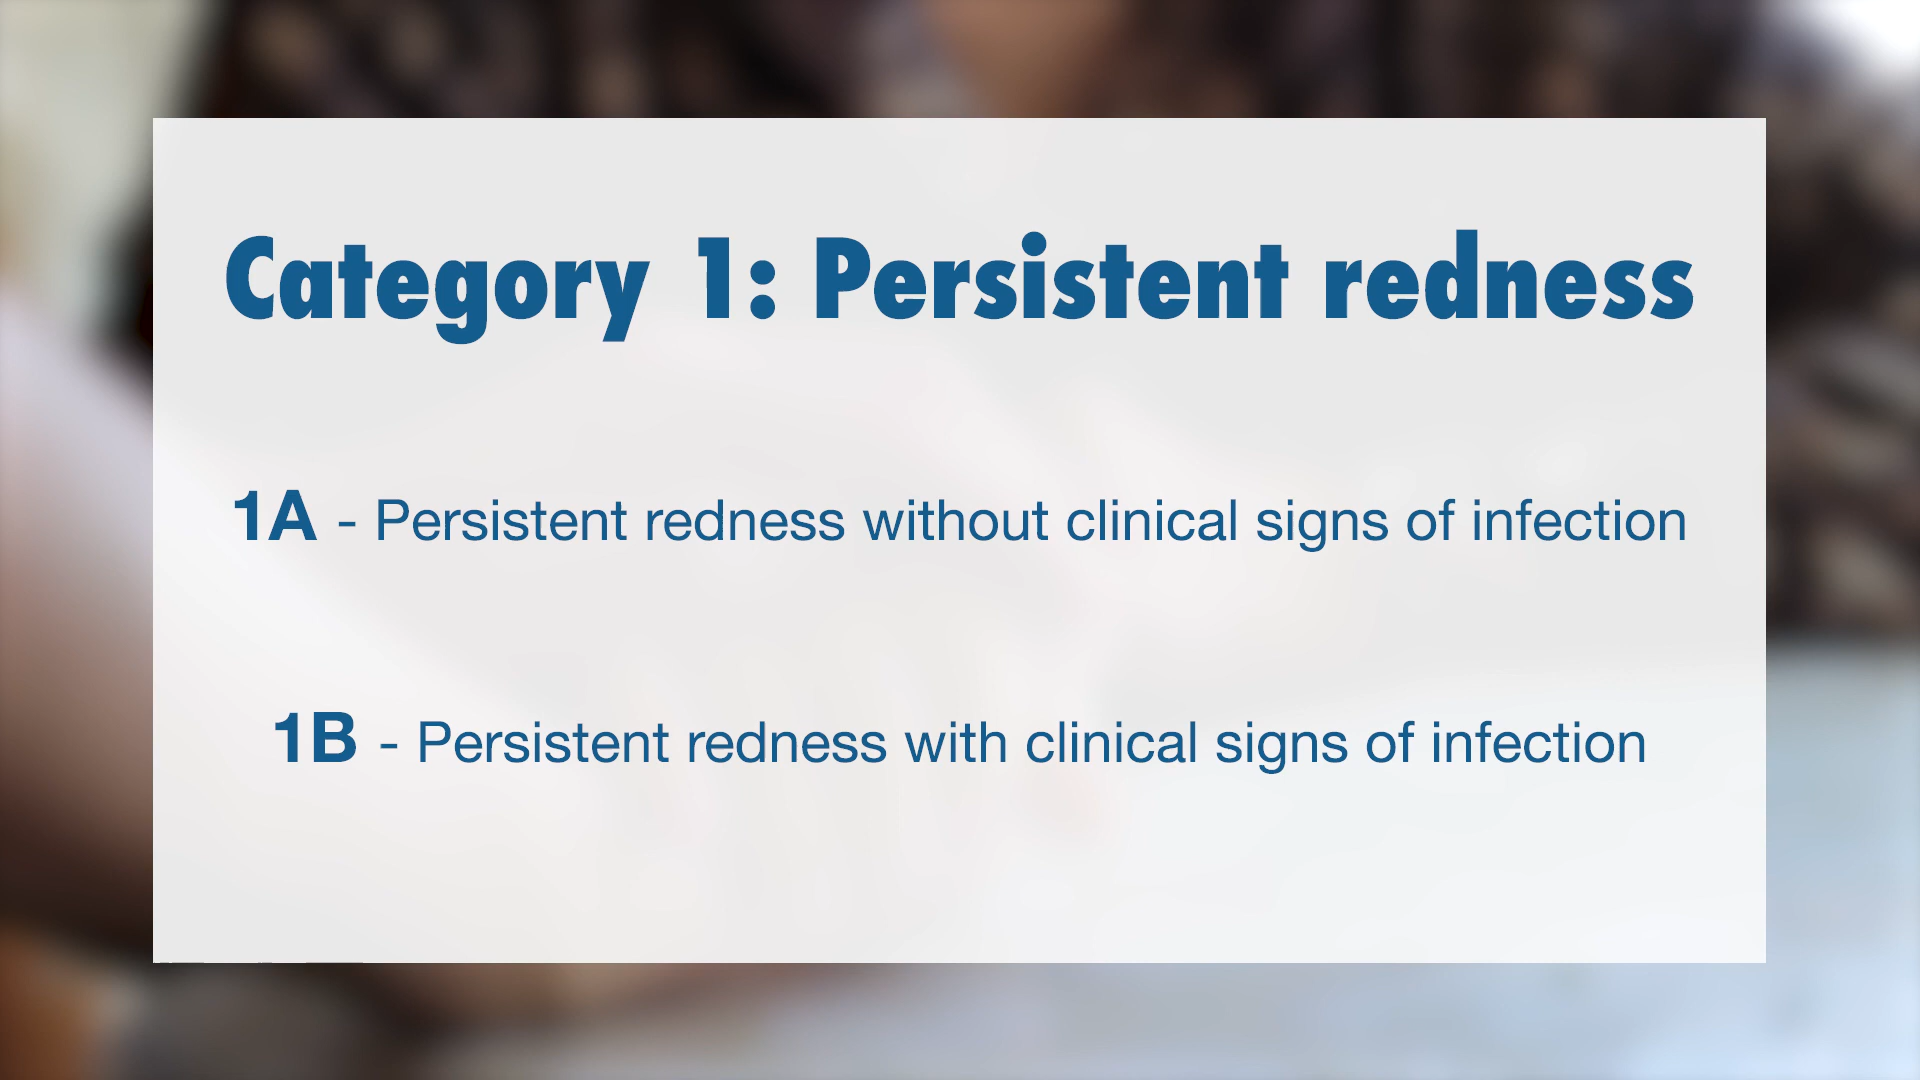 Category 1: Persistent redness
1A - Persistent redness without clinical signs of infection
1B - Persistent redness with clinical signs of infection